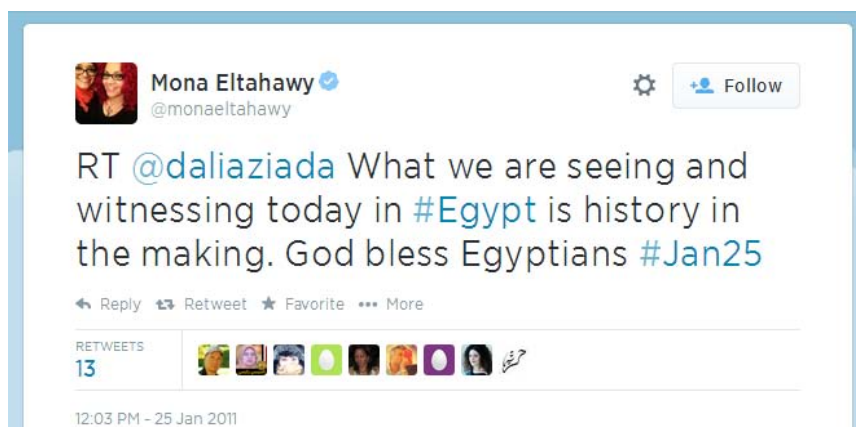 Mona Eltahawy
@monaeltahawy
Follow
RT @daliaziada What we are seeing and
witnessing today in #Egypt is history in
the making. God bless Egyptians #Jan25
Reply Retweet Favorite More
RETWEETS
13
12:03 PM - 25 Jan 2011